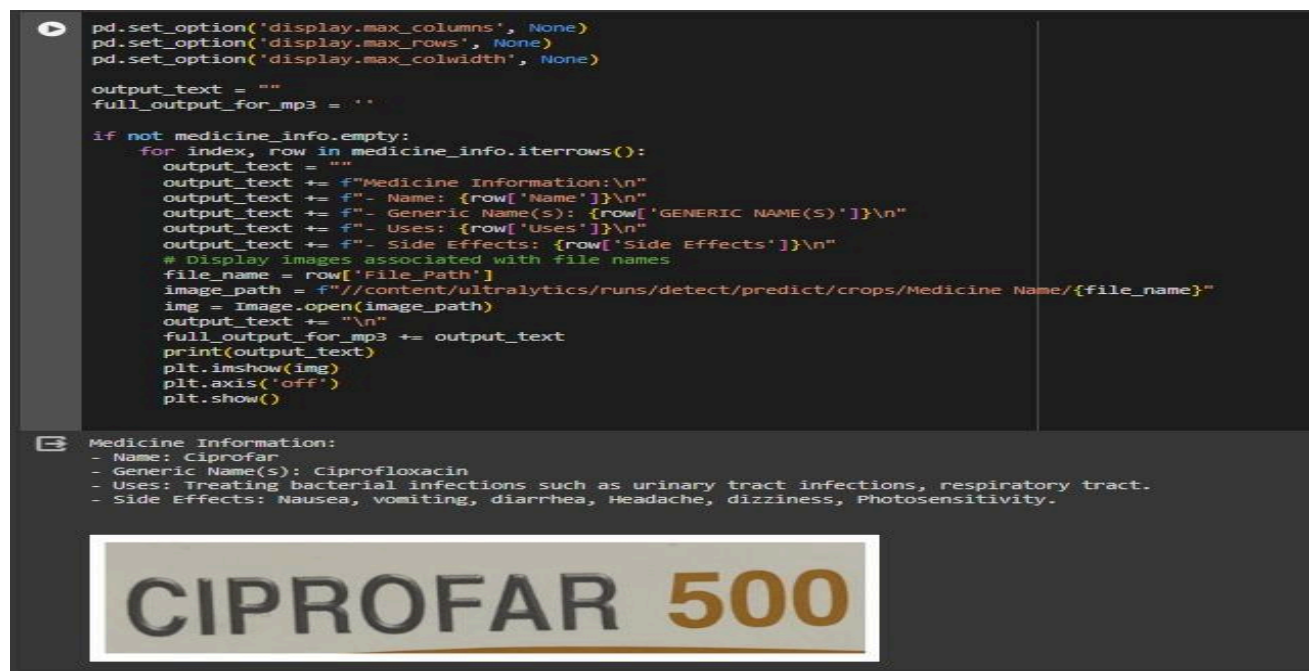 pd.set_option('display.max_columns', None)
pd.set_option('display.max_rows', None)
pd.set_option('display.max_colwidth', None)
output_text = ""
full_output_for_mp3 = ''
if not medicine_info.empty:
for index, row in medicine_info.iterrows():
output_text = ""
output_text += f"Medicine Information:\n"
output_text += f"- Name: {row['Name']}\n"
output_text += f"- Generic Name(s): {row['GENERIC NAME(S)']}\n"
output_text += f"- Uses: {row['Uses']}\n"
output_text += f"- Side Effects: {row['Side Effects']}\n"
# Display images associated with file names
file_name = row['File_Path']
image_path = f"//content/ultralytics/runs/detect/predict/crops/Medicine Name/{file_name}"
img = Image.open(image_path)
output_text += "\n"
full_output_for_mp3 += output_text
print(output_text)
plt.imshow(img)
plt.axis('off')
plt.show()
Medicine Information:
- Name: Ciprofar
- Generic Name(s): Ciprofloxacin
- Uses: Treating bacterial infections such as urinary tract infections, respiratory tract.
- Side Effects: Nausea, vomiting, diarrhea, Headache, dizziness, Photosensitivity.
CIPROFAR 500